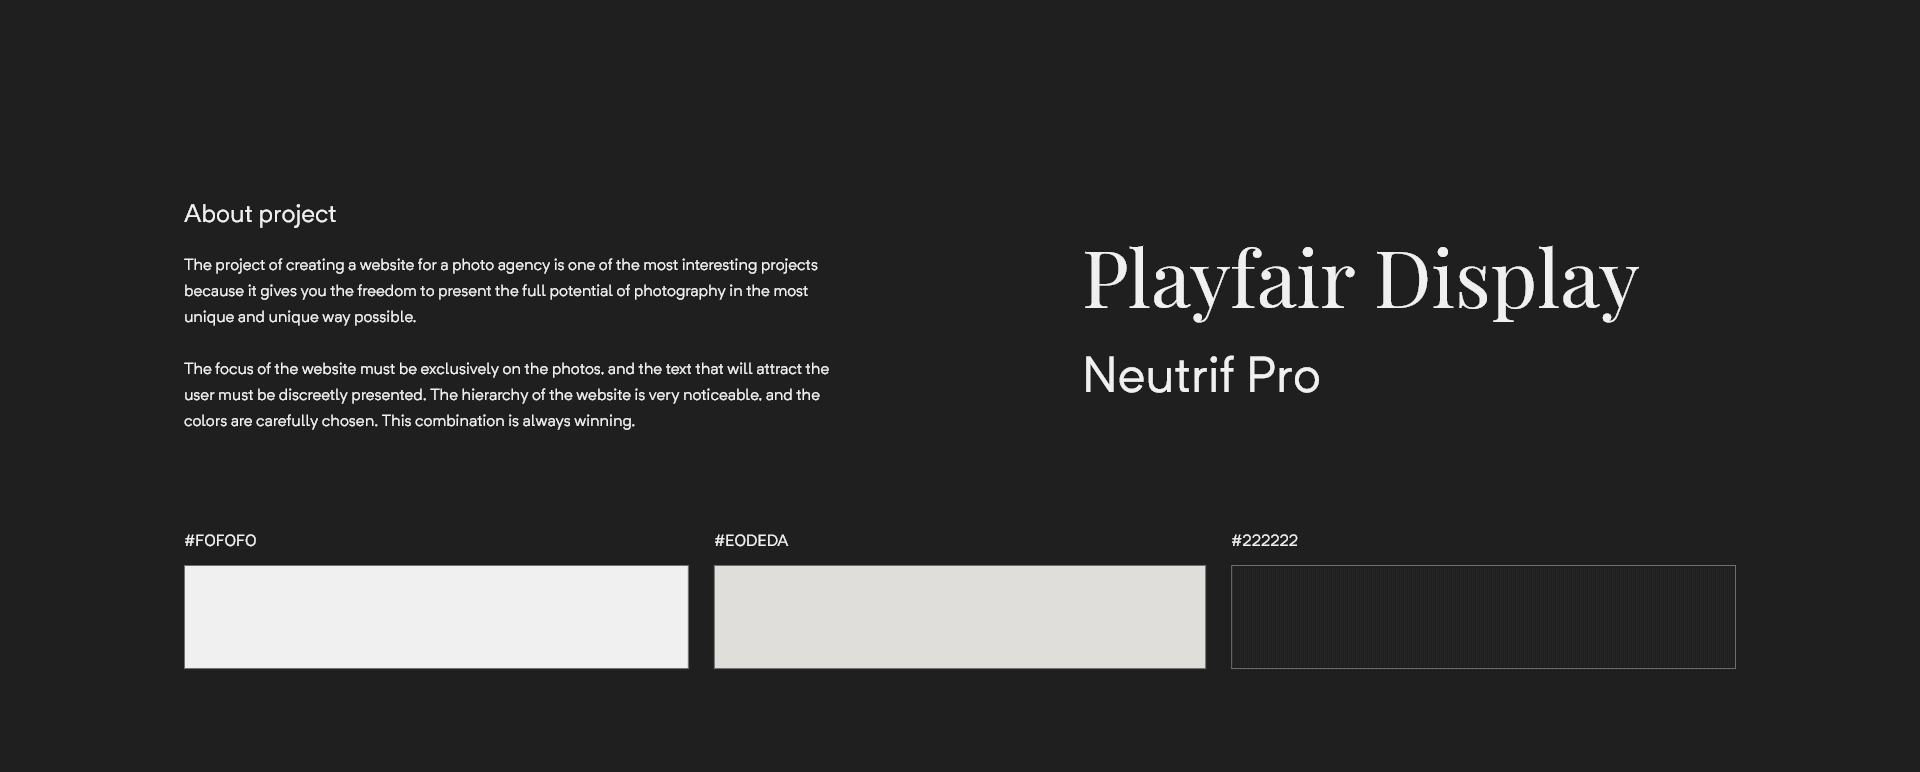 About project
The project of creating a website for a photo agency is one of the most interesting projects
because it gives you the freedom to present the full potential of photography in the most
unique and unique way possible.
The focus of the website must be exclusively on the photos, and the text that will attract the
user must be discreetly presented. The hierarchy of the website is very noticeable, and the
colors are carefully chosen. This combination is always winning.
Playfair Display
Neutrif Pro
#F0F0F0
#E0DEDA
#222222